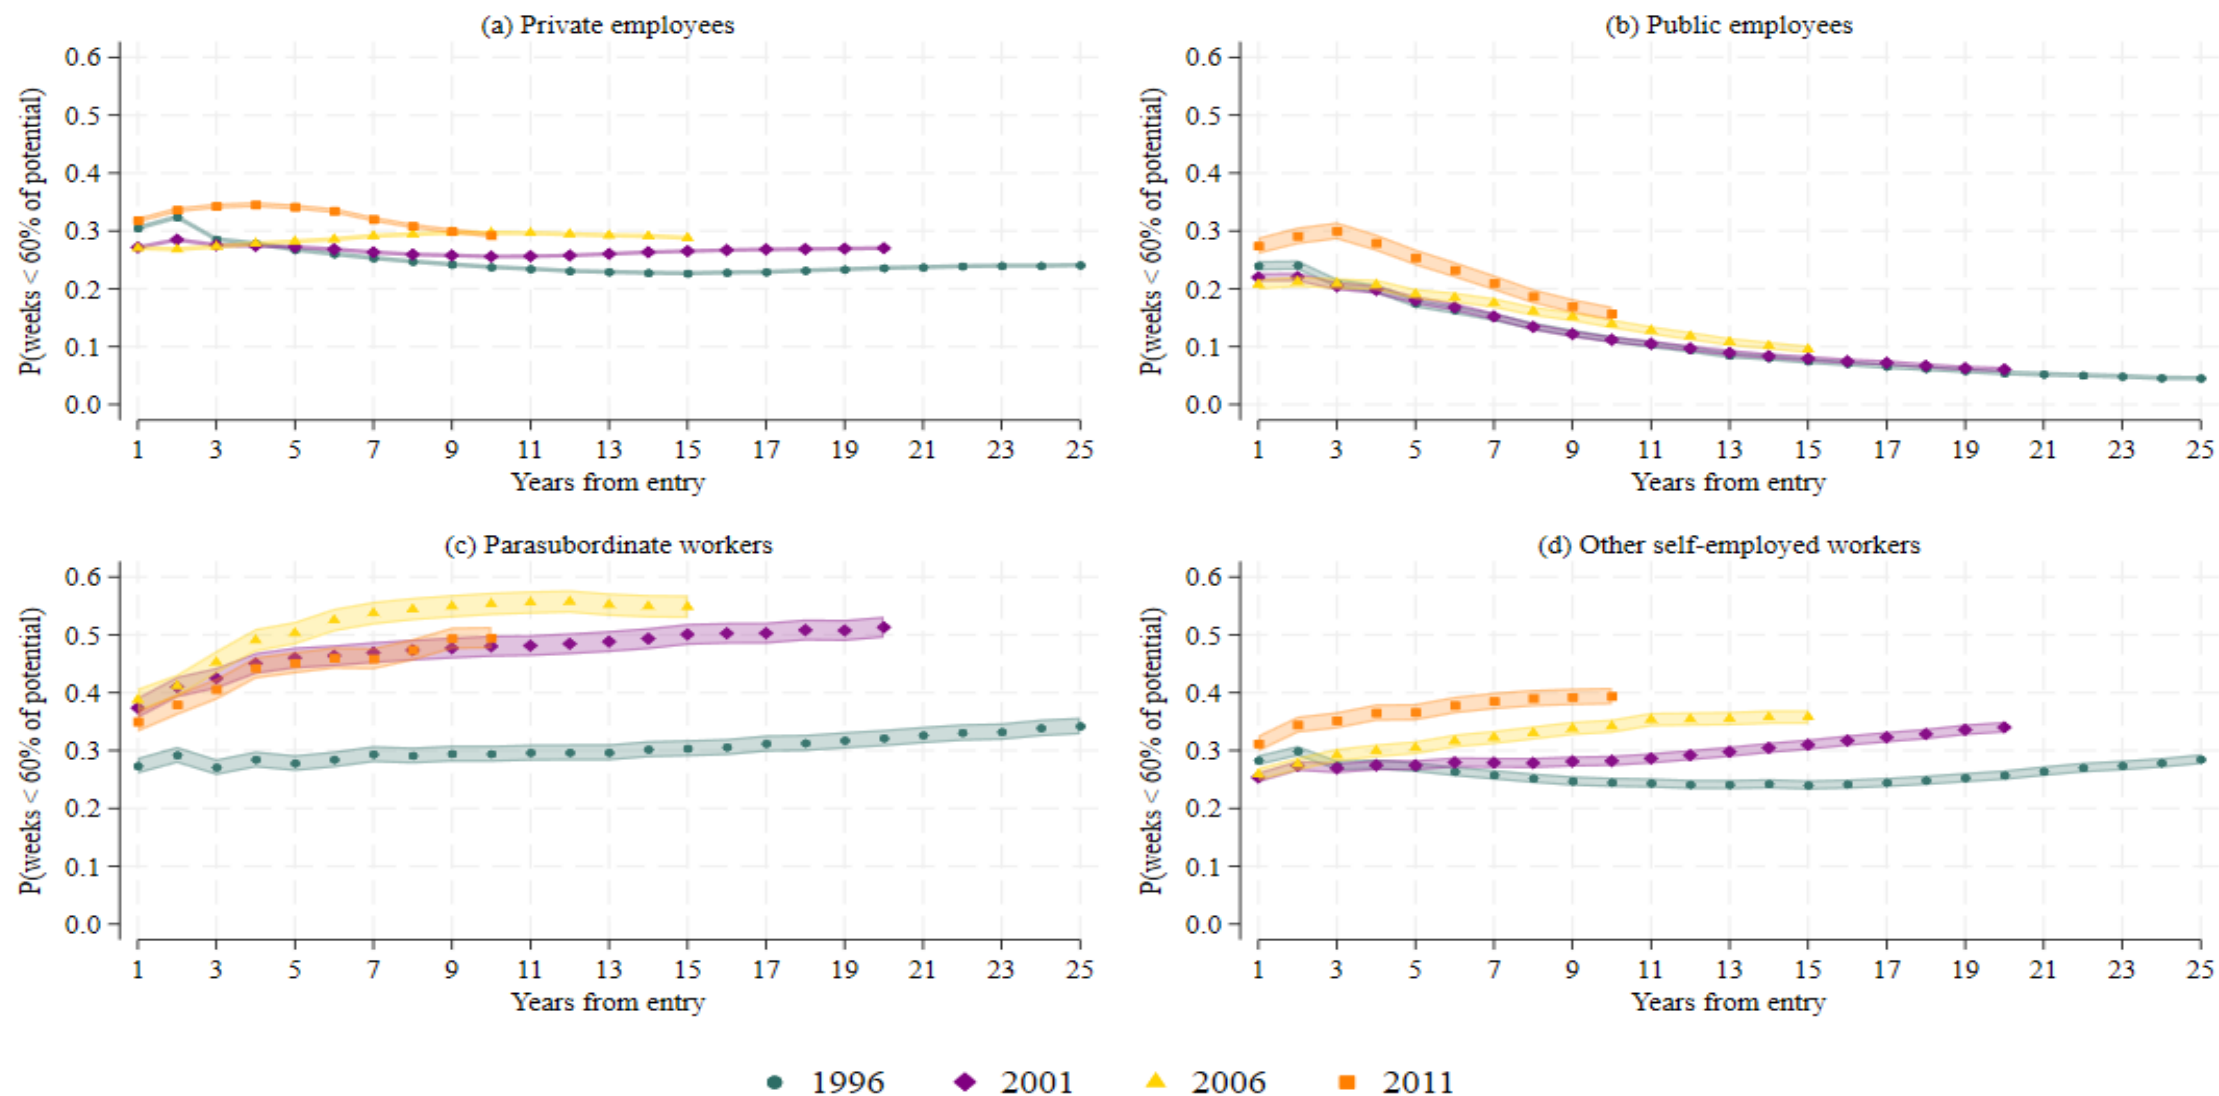 (a) Private employees
P(weeks < 60% of potential)
0.6
0.5
0.4
0.3
0.2
0.1
0.0
1 3 5 7 9 11 13 15 17 19 21 23 25
Years from entry
(b) Public employees
P(weeks < 60% of potential)
0.6
0.5
0.4
0.3
0.2
0.1
0.0
1 3 5 7 9 11 13 15 17 19 21 23 25
Years from entry
(c) Parasubordinate workers
P(weeks < 60% of potential)
0.6
0.5
0.4
0.3
0.2
0.1
0.0
1 3 5 7 9 11 13 15 17 19 21 23 25
Years from entry
(d) Other self-employed workers
P(weeks < 60% of potential)
0.6
0.5
0.4
0.3
0.2
0.1
0.0
1 3 5 7 9 11 13 15 17 19 21 23 25
Years from entry
1996 2001 2006 2011